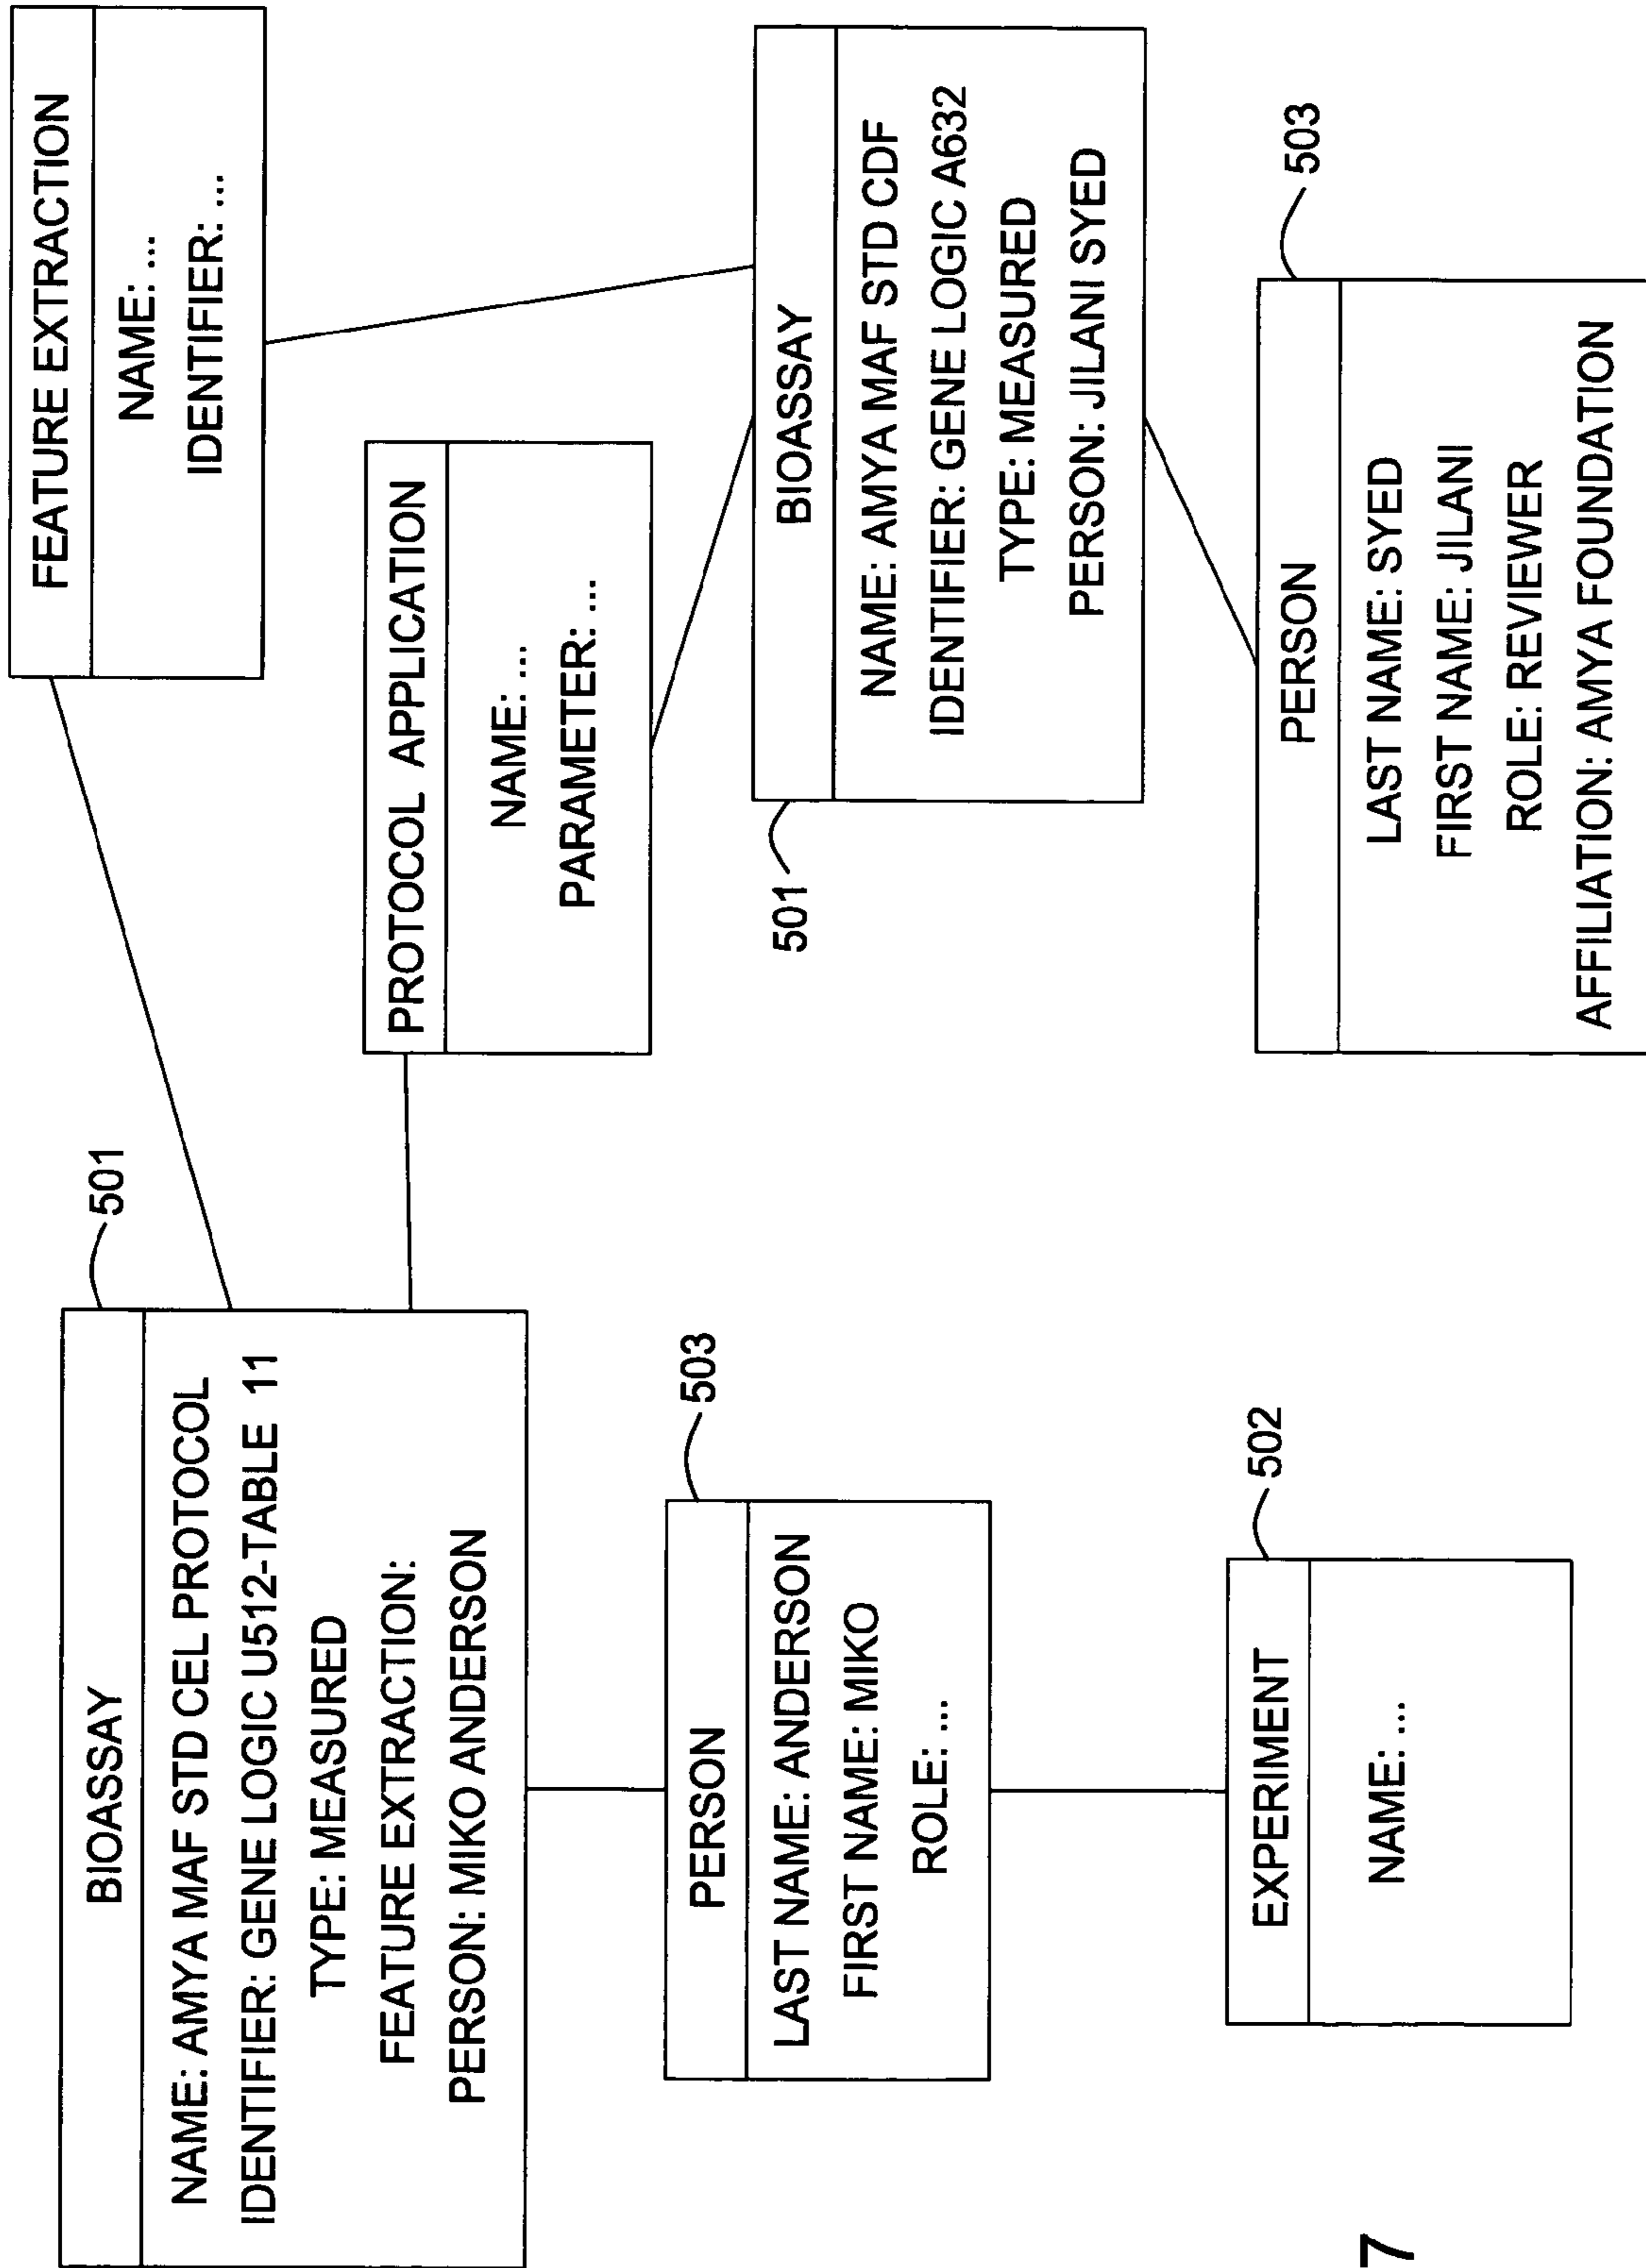 BIOASSAY
NAME: AMYA MAF STD CEL PROTOCOL
IDENTIFIER: GENE LOGIC U512-TABLE 11
TYPE: MEASURED
FEATURE EXTRACTION:
PERSON: MIKO ANDERSON
501
FEATURE EXTRACTION
NAME: ...
IDENTIFIER: ...
PROTOCOL APPLICATION
NAME: ...
PARAMETER: ...
PERSON
LAST NAME: ANDERSON
FIRST NAME: MIKO
ROLE: ...
503
501
BIOASSAY
NAME: AMYA MAF STD CDF
IDENTIFIER: GENE LOGIC A632
TYPE: MEASURED
PERSON: JILANI SYED
EXPERIMENT
NAME: ...
502
PERSON
LAST NAME: SYED
FIRST NAME: JILANI
ROLE: REVIEWER
AFFILIATION: AMYA FOUNDATION
503
7